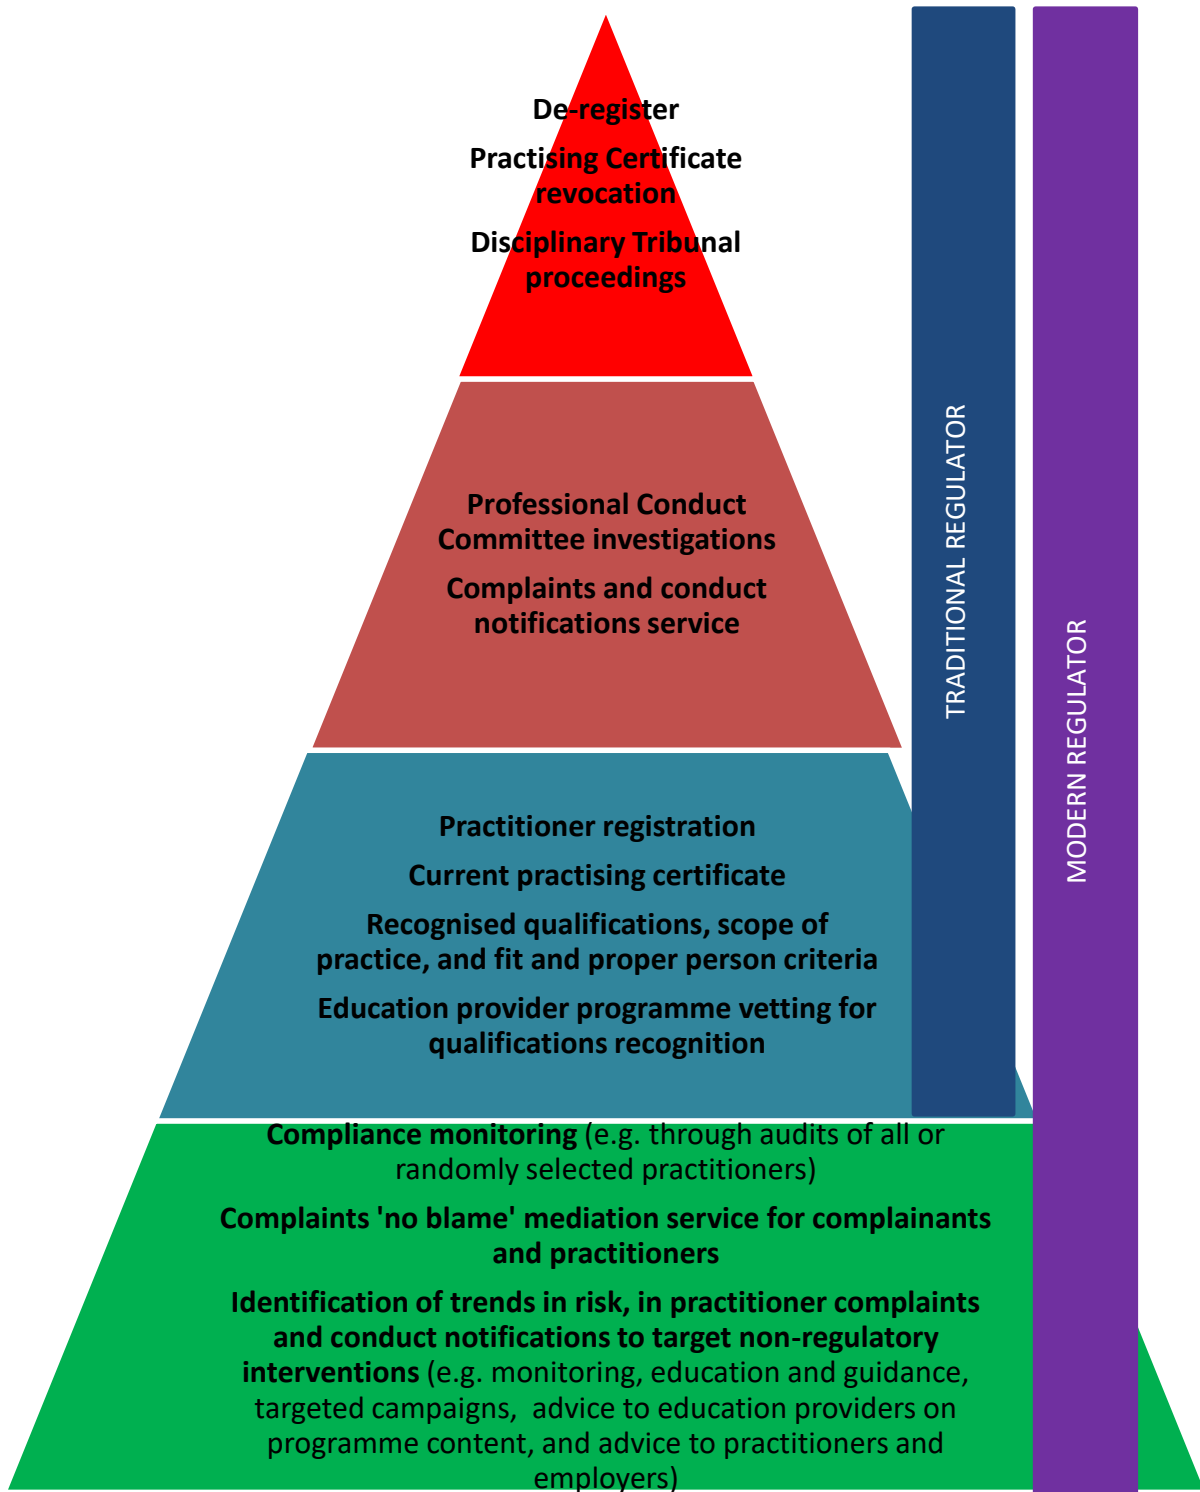 De-register
Practising Certificate
revocation
Disciplinary Tribunal
proceedings
Professional Conduct
Committee investigations
Complaints and conduct
notifications service
Practitioner registration
Current practising certificate
Recognised qualifications, scope of
practice, and fit and proper person criteria
Education provider programme vetting for
qualifications recognition
Compliance monitoring (e.g. through audits of all or
randomly selected practitioners)
Complaints 'no blame' mediation service for complainants
and practitioners
Identification of trends in risk, in practitioner complaints
and conduct notifications to target non-regulatory
interventions (e.g. monitoring, education and guidance,
targeted campaigns,  advice to education providers on
programme content, and advice to practitioners and
employers)
TRADITIONAL REGULATOR
MODERN REGULATOR